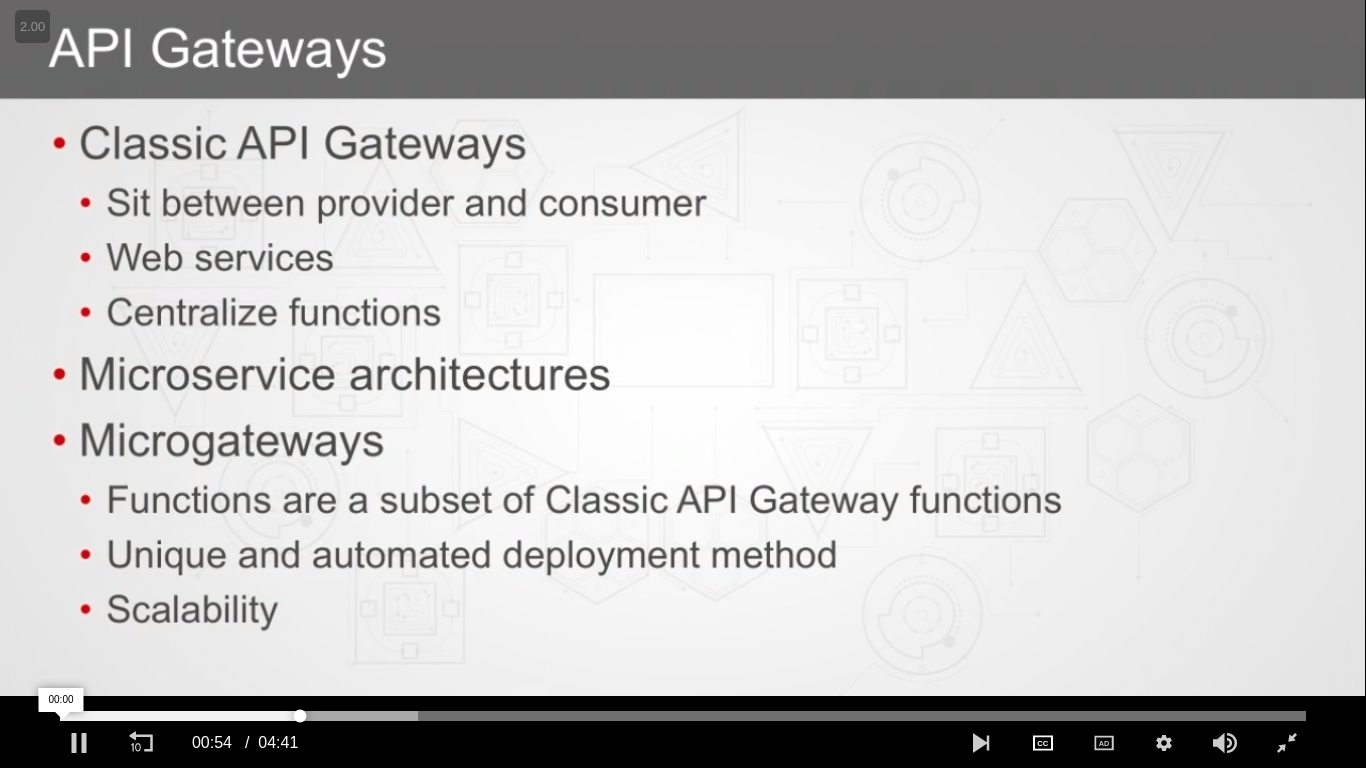 2.00
API Gateways
• Classic API Gateways
• Sit between provider and consumer
• Web services
• Centralize functions
• Microservice architectures
• Microgateways
• Functions are a subset of Classic API Gateway functions
• Unique and automated deployment method
• Scalability
00:00
10
00:54 / 04:41
CC
AD